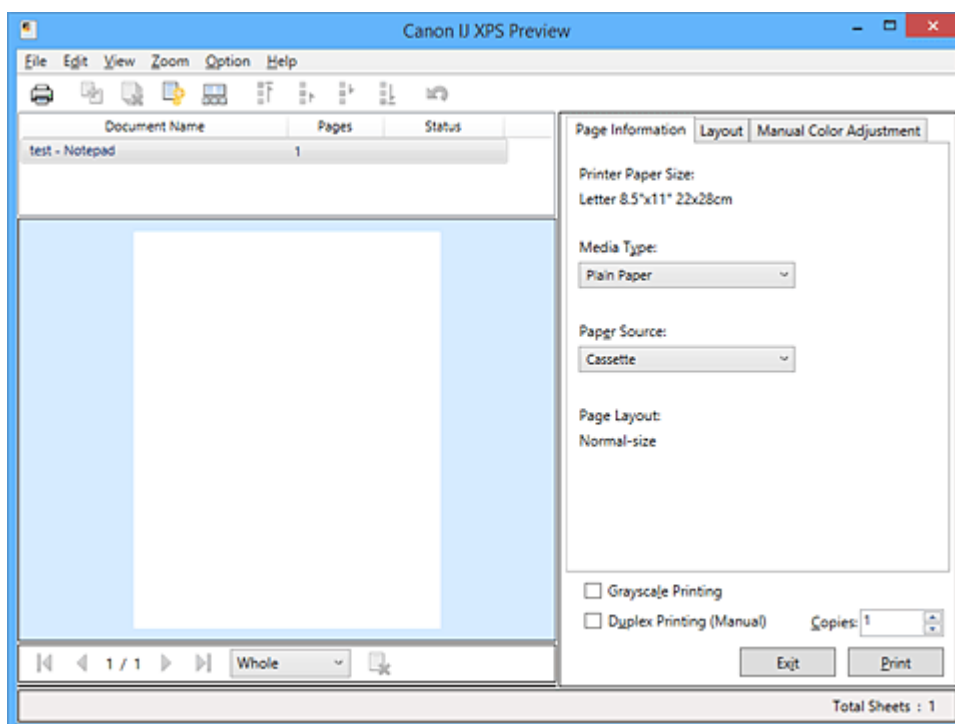 Canon IJ XPS Preview
File Edit View Zoom Option Help
Document Name Pages Status
test - Notepad 1
Page Information Layout Manual Color Adjustment
Printer Paper Size:
Letter 8.5"x11" 22x28cm
Media Type:
Plain Paper
Paper Source:
Cassette
Page Layout:
Normal-size
Grayscale Printing
Duplex Printing (Manual) Copies: 1
1 / 1 Whole
Exit Print
Total Sheets : 1